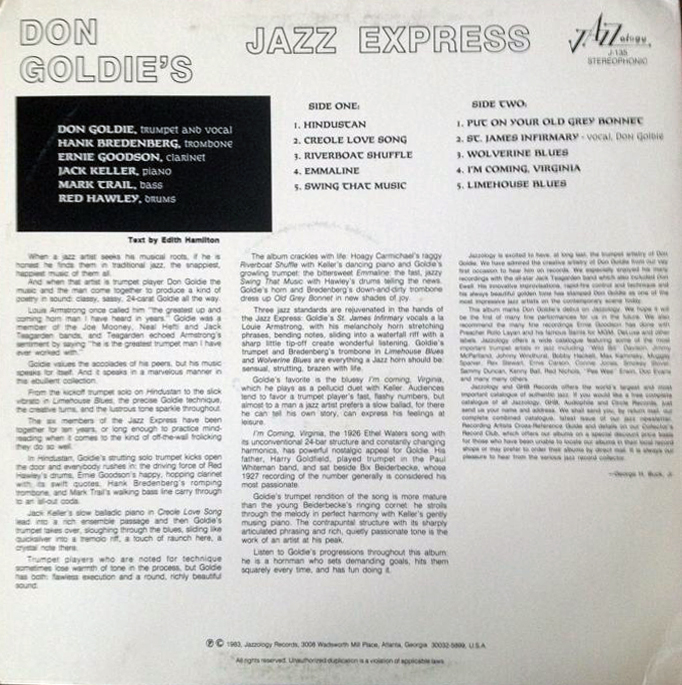 DON
GOLDIE'S
JAZZ EXPRESS
JAZZology
J-135
STEREOPHONIC
DON GOLDIE, trumpet and vocal
HANK BREDENBERG, trombone
ERNIE GOODSON, clarinet
JACK KELLER, piano
MARK TRAIL, bass
RED HAWLEY, drums
SIDE ONE:
1. HINDUSTAN
2. CREOLE LOVE SONG
3. RIVERBOAT SHUFFLE
4. EMMALINE
5. SWING THAT MUSIC
SIDE TWO:
1. PUT ON YOUR OLD GREY BONNET
2. ST. JAMES INFIRMARY - vocal, Don Goldie
3. WOLVERINE BLUES
4. I'M COMING, VIRGINIA
5. LIMEHOUSE BLUES
Text by Edith Hamilton
When a jazz artist seeks his musical roots, if he is
honest he finds them in traditional jazz, the snappiest,
happiest music of them all.
And when that artist is trumpet player Don Goldie the
music and the man come together to produce a kind of
poetry in sound: classy, sassy, 24-carat Goldie all the way.
Louis Armstrong once called him "the greatest up and
coming horn man I have heard in years." Goldie was a
member of the Joe Mooney, Neal Hefti and Jack
Teagarden bands, and Teagarden echoed Armstrong's
sentiment by saying "he is the greatest trumpet man I have
ever worked with."
Goldie values the accolades of his peers, but his music
speaks for itself. And it speaks in a marvelous manner in
this ebullient collection.
From the kickoff trumpet solo on Hindustan to the slick
vibrato in Limehouse Blues, the precise Goldie technique,
the creative turns, and the lustrous tone sparkle throughout.
The six members of the Jazz Express have been
together for ten years, or long enough to practice mind-
reading when it comes to the kind of off-the-wall frolicking
they do so well.
In Hindustan, Goldie's strutting solo trumpet kicks open
the door and everybody rushes in: the driving force of Red
Hawley's drums, Ernie Goodson's happy, hopping clarinet
with its swift quotes, Hank Bredenberg's romping
trombone, and Mark Trail's walking bass line carry through
to an all-out coda.
Jack Keller's slow balladic piano in Creole Love Song
lead into a rich ensemble passage and then Goldie's
trumpet takes over, sloughing through the blues, sliding like
quicksilver into a tremolo riff, a touch of raunch here, a
crystal note there.
Trumpet players who are noted for technique
sometimes lose warmth of tone in the process, but Goldie
has both: flawless execution and a round, richly beautiful
sound.
The album crackles with life: Hoagy Carmichael's raggy
Riverboat Shuffle with Keller's dancing piano and Goldie's
growling trumpet: the bittersweet Emmaline: the fast, jazzy
Swing That Music with Hawley's drums telling the news.
Goldie's horn and Bredenberg's down-and-dirty trombone
dress up Old Grey Bonnet in new shades of joy.
Three jazz standards are rejuvenated in the hands of
the Jazz Express. Goldie's St. James Infirmary vocals a la
Louis Armstrong, with his melancholy horn stretching
phrases, bending notes, sliding into a waterfall riff with a
sharp little tip-off create wonderful listening. Goldie's
trumpet and Bredenberg's trombone in Limehouse Blues
and Wolverine Blues are everything a Jazz horn should be:
sensual, strutting, brazen with life.
Goldie's favorite is the bluesy I'm coming, Virginia,
which he plays as a pellucid duet with Keller. Audiences
tend to favor a trumpet player's fast, flashy numbers, but
almost to a man a jazz artist prefers a slow ballad, for there
he can tell his own story, can express his feelings at
leisure.
I'm Coming, Virginia, the 1926 Ethel Waters song with
its unconventional 24-bar structure and constantly changing
harmonics, has powerful nostalgic appeal for Goldie. His
father, Harry Goldfield, played trumpet in the Paul
Whiteman band, and sat beside Bix Beiderbecke, whose
1927 recording of the number generally is considered his
most passionate.
Goldie's trumpet rendition of the song is more mature
than the young Beiderbecke's ringing cornet: he strolls
through the melody in perfect harmony with Keller's gently
musing piano. The contrapuntal structure with its sharply
articulated phrasing and rich, quietly passionate tone is the
work of an artist at his peak.
Listen to Goldie's progressions throughout this album:
he is a hornman who sets demanding goals, hits them
squarely every time, and has fun doing it.
Jazzology is excited to have, at long last, the trumpet artistry of Don
Goldie. We have admired the creative artistry of Don Goldie from our very
first occasion to hear him on records. We especially enjoyed his many
recordings with the all-star Jack Teagarden band which also included Don
Ewell. His innovative improvisations, rapid fire control and technique and
his always beautiful golden tone has stamped Don Goldie as one of the
most impressive jazz artists on the contemporary scene today.
This album marks Don Goldie's debut on Jazzology. We hope it will
be the first of many fine performances for us in the future. We also
recommend the many fine recordings Ernie Goodson has done with
Preacher Rollo Layan and his famous Saints for MGM, DeLuxe and other
labels. Jazzology offers a wide catalogue featuring some of the most
important trumpet artists in jazz including "Wild Bill" Davison, Jimmy
McPartland, Johnny Windhurst, Bobby Hackett, Max Kaminsky, Muggsy
Spanier, Rex Stewart, Ernie Carson, Connie Jones, Smokey Stover,
Sammy Duncan, Kenny Ball, Red Nichols, "Pee Wee" Erwin, Doc Evans
and many many others.
Jazzology and GHB Records offers the world's largest and most
important catalogue of authentic jazz. If you would like a free complete
catalogue of all Jazzology, GHB, Audiophile and Circle Records, just
send us your name and address. We shall send you, by return mail, our
complete combined catalogue, latest issue of our jazz newsletter,
Recording Artists Cross-Reference Guide and details on our Collector's
Record Club, which offers our albums on a special discount price basis
for those who have been unable to locate our albums in their local record
shops or may prefer to order their albums by direct mail. It is always our
pleasure to hear from the serious jazz record collector.
—George H. Buck, Jr.
℗ © 1983, Jazzology Records, 3008 Wadsworth Mill Place, Atlanta, Georgia 30032-5899, U.S.A.
All rights reserved. Unauthorized duplication is a violation of applicable laws.